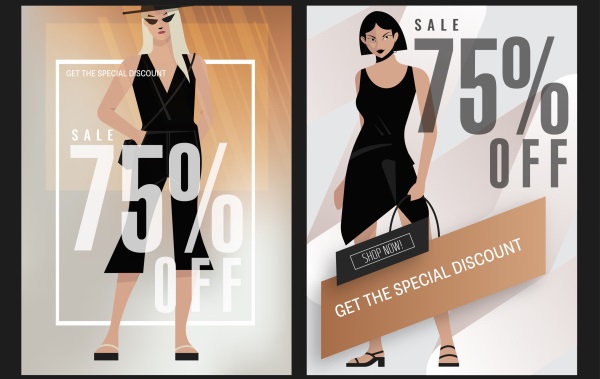 GET THE SPECIAL DISCOUNT
SALE
75%
OFF
SALE
75%
OFF
SHOP NOW!
GET THE SPECIAL DISCOUNT